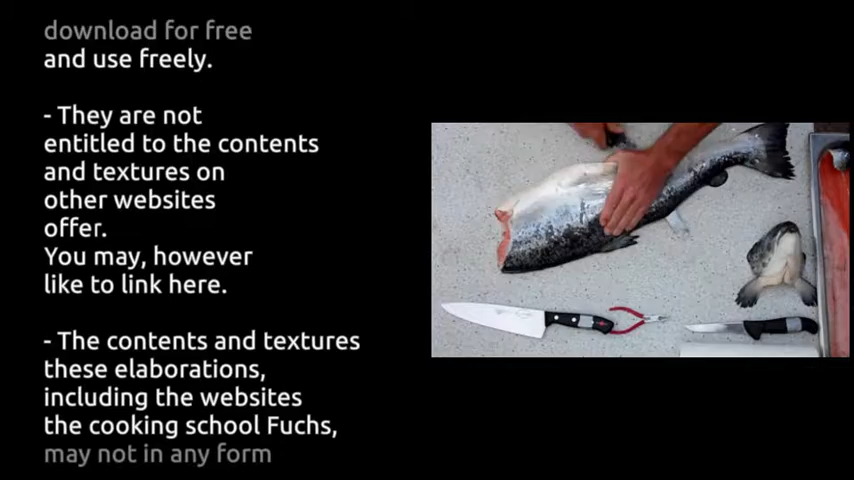 download for free
and use freely.
- They are not
entitled to the contents
and textures on
other websites
offer.
You may, however
like to link here.
- The contents and textures
these elaborations,
including the websites
the cooking school Fuchs,
may not in any form